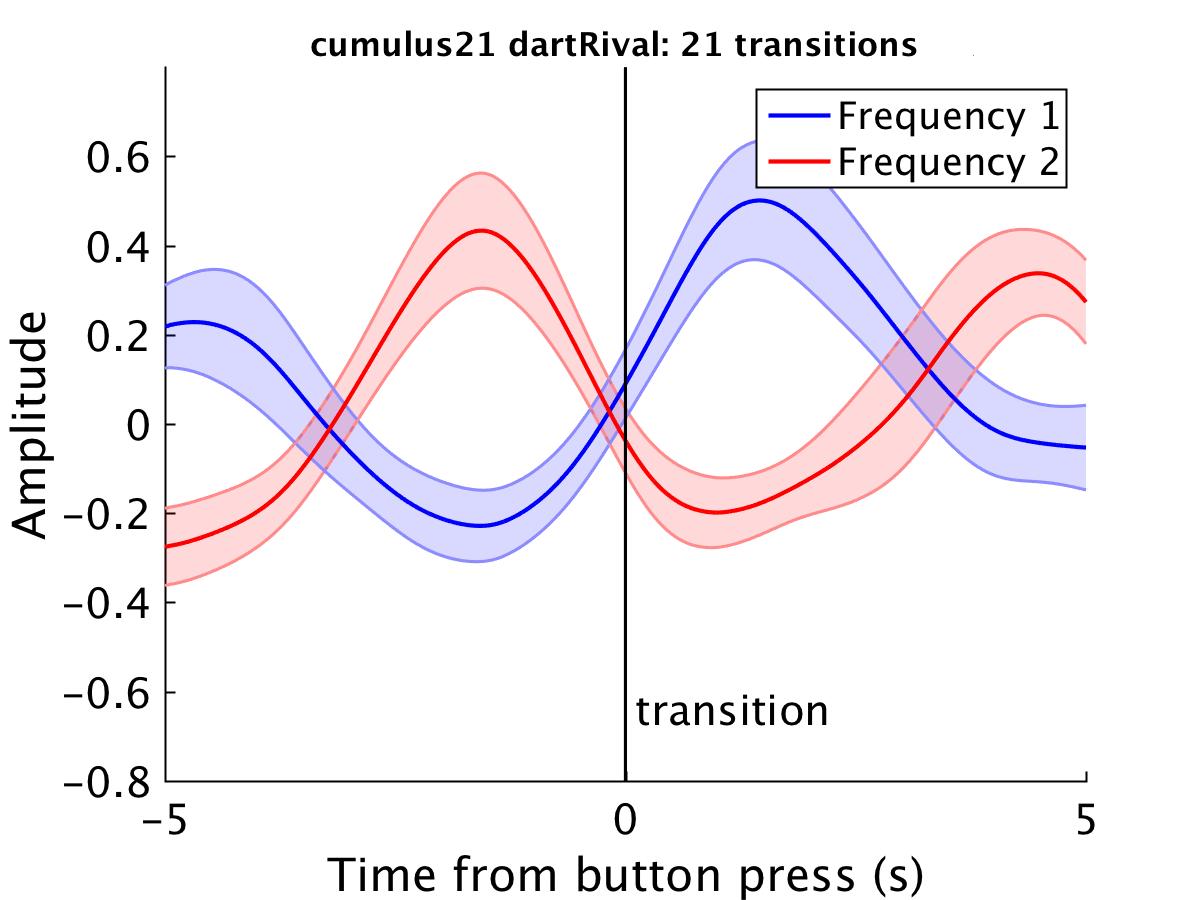 cumulus21 dartRival: 21 transitions
Frequency 1
Frequency 2
0.6
0.4
0.2
0
−0.2
−0.4
−0.6
−0.8
Amplitude
transition
−5
0
5
Time from button press (s)